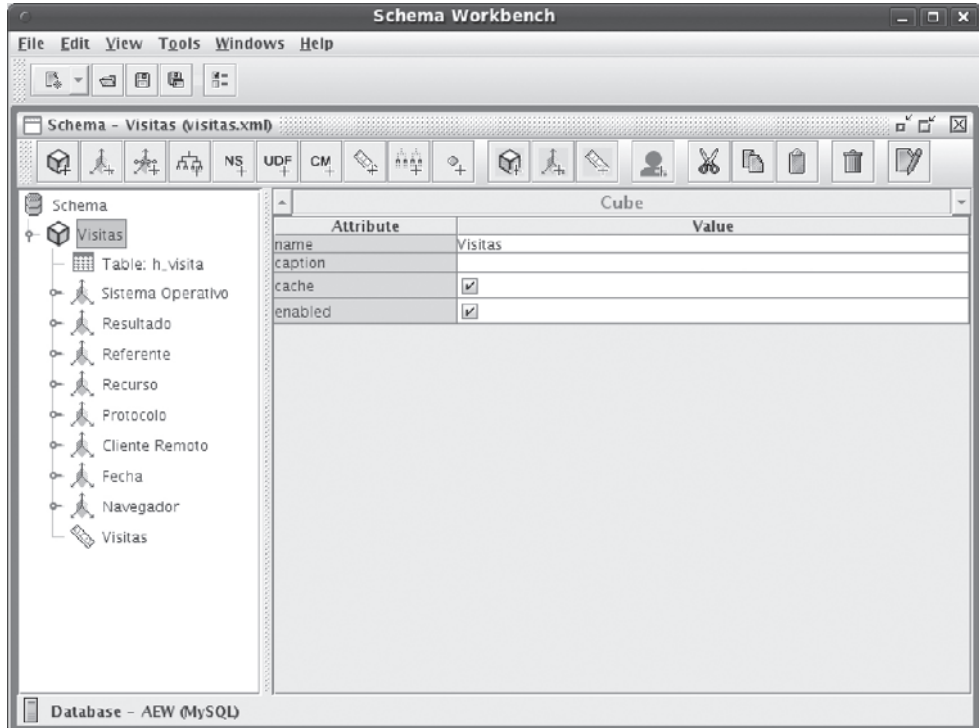 Schema Workbench
File Edit View Tools Windows Help
Schema - Visitas (visitas.xml)
NS UDF CM
Schema
Visitas
Table: h_visita
Sistema Operativo
Resultado
Referente
Recurso
Protocolo
Cliente Remoto
Fecha
Navegador
Visitas
Cube
Attribute Value
name Visitas
caption
cache
enabled
Database - AEW (MySQL)